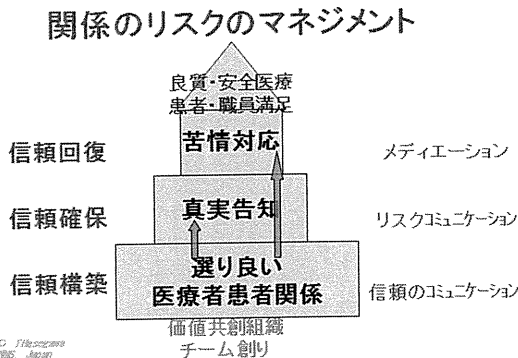 関係のリスクのマネジメント
良質・安全医療
患者・職員満足
信頼回復
苦情対応
メディエーション
信頼確保
真実告知
リスクコミュニケーション
信頼構築
選り良い
医療者患者関係
信頼のコミュニケーション
価値共創組織
チーム創り
Japan